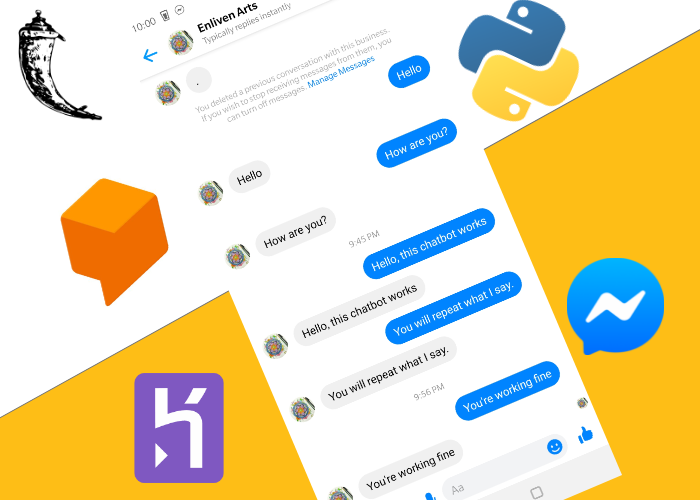 10:00
Enliven Arts
Typically replies instantly
.
You deleted a previous conversation with this business.
If you wish to stop receiving messages from them, you
can turn off messages. Manage Messages
Hello
How are you?
Hello
How are you?
9:45 PM
Hello, this chatbot works
Hello, this chatbot works
You will repeat what I say.
You will repeat what I say.
9:56 PM
You're working fine
You're working fine
Aa